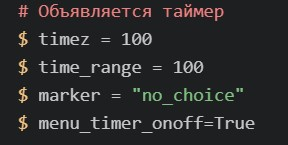 # Объявляется таймер
$ timez = 100
$ time_range = 100
$ marker = "no_choice"
$ menu_timer_onoff=True